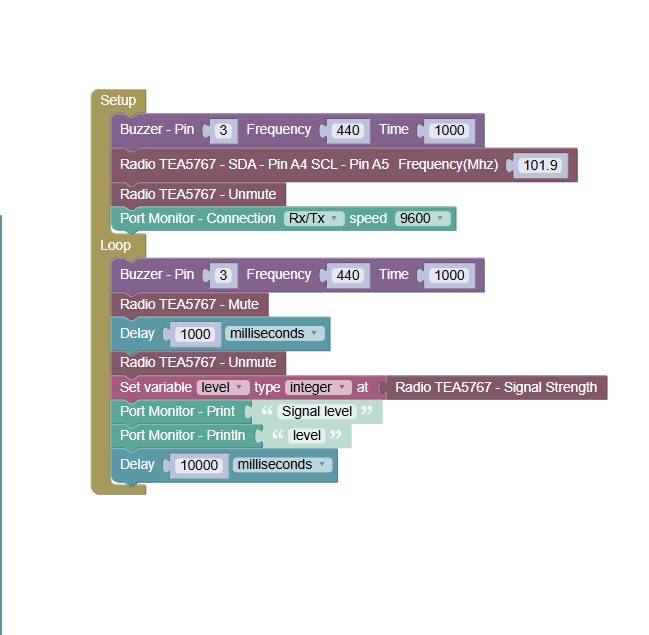 Setup
Buzzer - Pin 3 Frequency 440 Time 1000
Radio TEA5767 - SDA - Pin A4 SCL - Pin A5 Frequency(Mhz) 101.9
Radio TEA5767 - Unmute
Port Monitor - Connection Rx/Tx speed 9600
Loop
Buzzer - Pin 3 Frequency 440 Time 1000
Radio TEA5767 - Mute
Delay 1000 milliseconds
Radio TEA5767 - Unmute
Set variable level type integer at Radio TEA5767 - Signal Strength
Port Monitor - Print “ Signal level ”
Port Monitor - Println “ level ”
Delay 10000 milliseconds